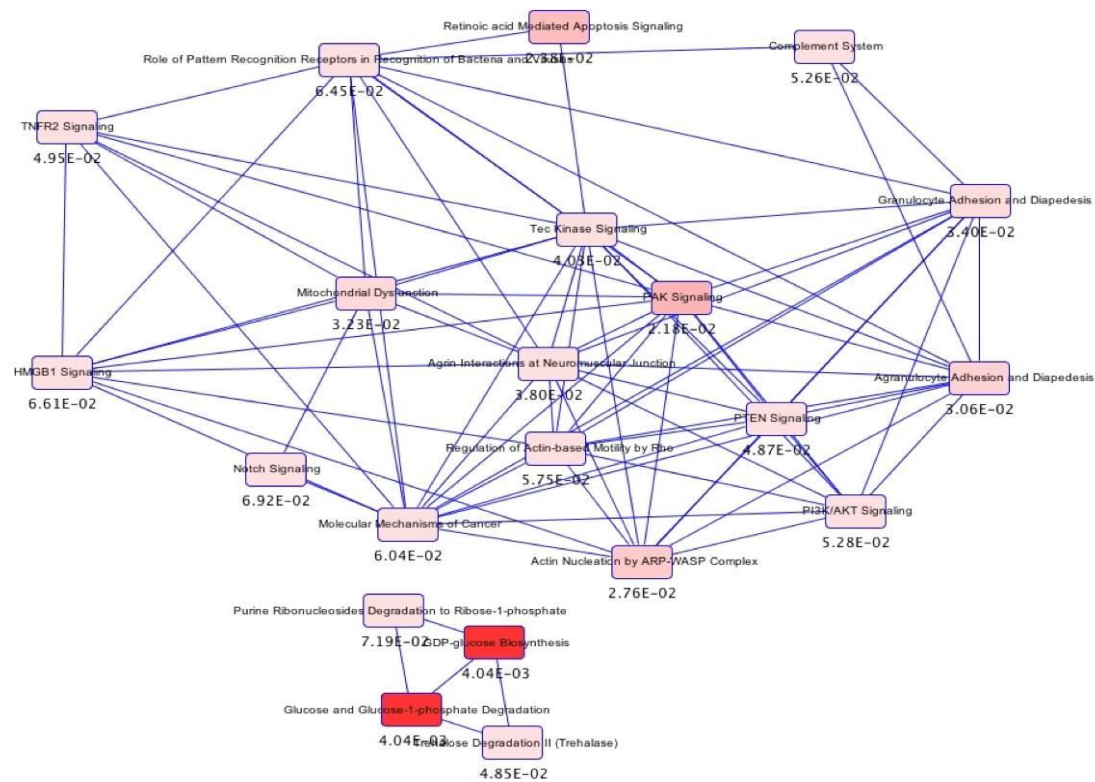 Retinoic acid Mediated Apoptosis Signaling
2.38E-02
Complement System
5.26E-02
Role of Pattern Recognition Receptors in Recognition of Bacteria and Viruses
6.45E-02
TNFR2 Signaling
4.95E-02
Granulocyte Adhesion and Diapedesis
3.40E-02
Tec Kinase Signaling
4.03E-02
Mitochondrial Dysfunction
3.23E-02
PAK Signaling
2.18E-02
HMGB1 Signaling
6.61E-02
Agrin Interactions at Neuromuscular Junction
3.80E-02
Agranulocyte Adhesion and Diapedesis
3.06E-02
PTEN Signaling
4.87E-02
Regulation of Actin-based Motility by Rho
5.75E-02
Notch Signaling
6.92E-02
Molecular Mechanisms of Cancer
6.04E-02
PI3K/AKT Signaling
5.28E-02
Actin Nucleation by ARP-WASP Complex
2.76E-02
Purine Ribonucleosides Degradation to Ribose-1-phosphate
7.19E-02
GDP-glucose Biosynthesis
4.04E-03
Glucose and Glucose-1-phosphate Degradation
4.04E-03
Trehalose Degradation II (Trehalase)
4.85E-02